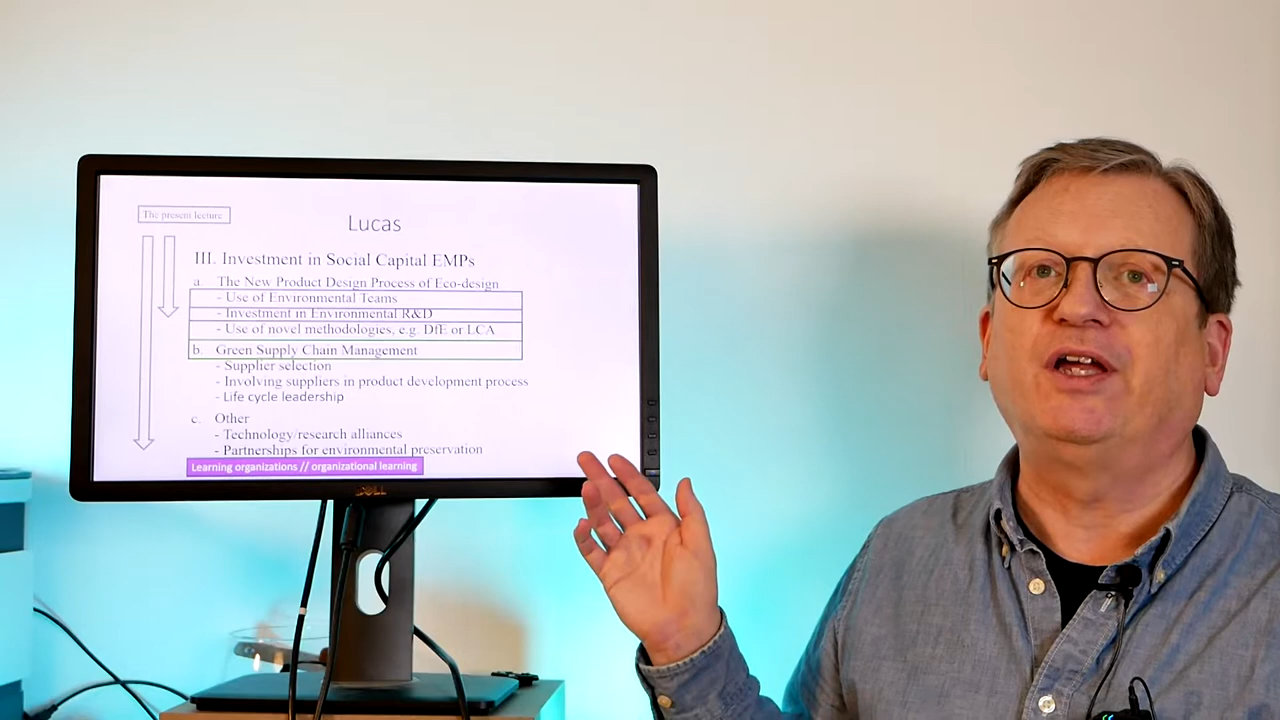 The present lecture
Lucas
III. Investment in Social Capital EMPs
a. The New Product Design Process of Eco-design
- Use of Environmental Teams
- Investment in Environmental R&D
- Use of novel methodologies, e.g. DfE or LCA
b. Green Supply Chain Management
- Supplier selection
- Involving suppliers in product development process
- Life cycle leadership
c. Other
- Technology/research alliances
- Partnerships for environmental preservation
Learning organizations // organizational learning
DELL